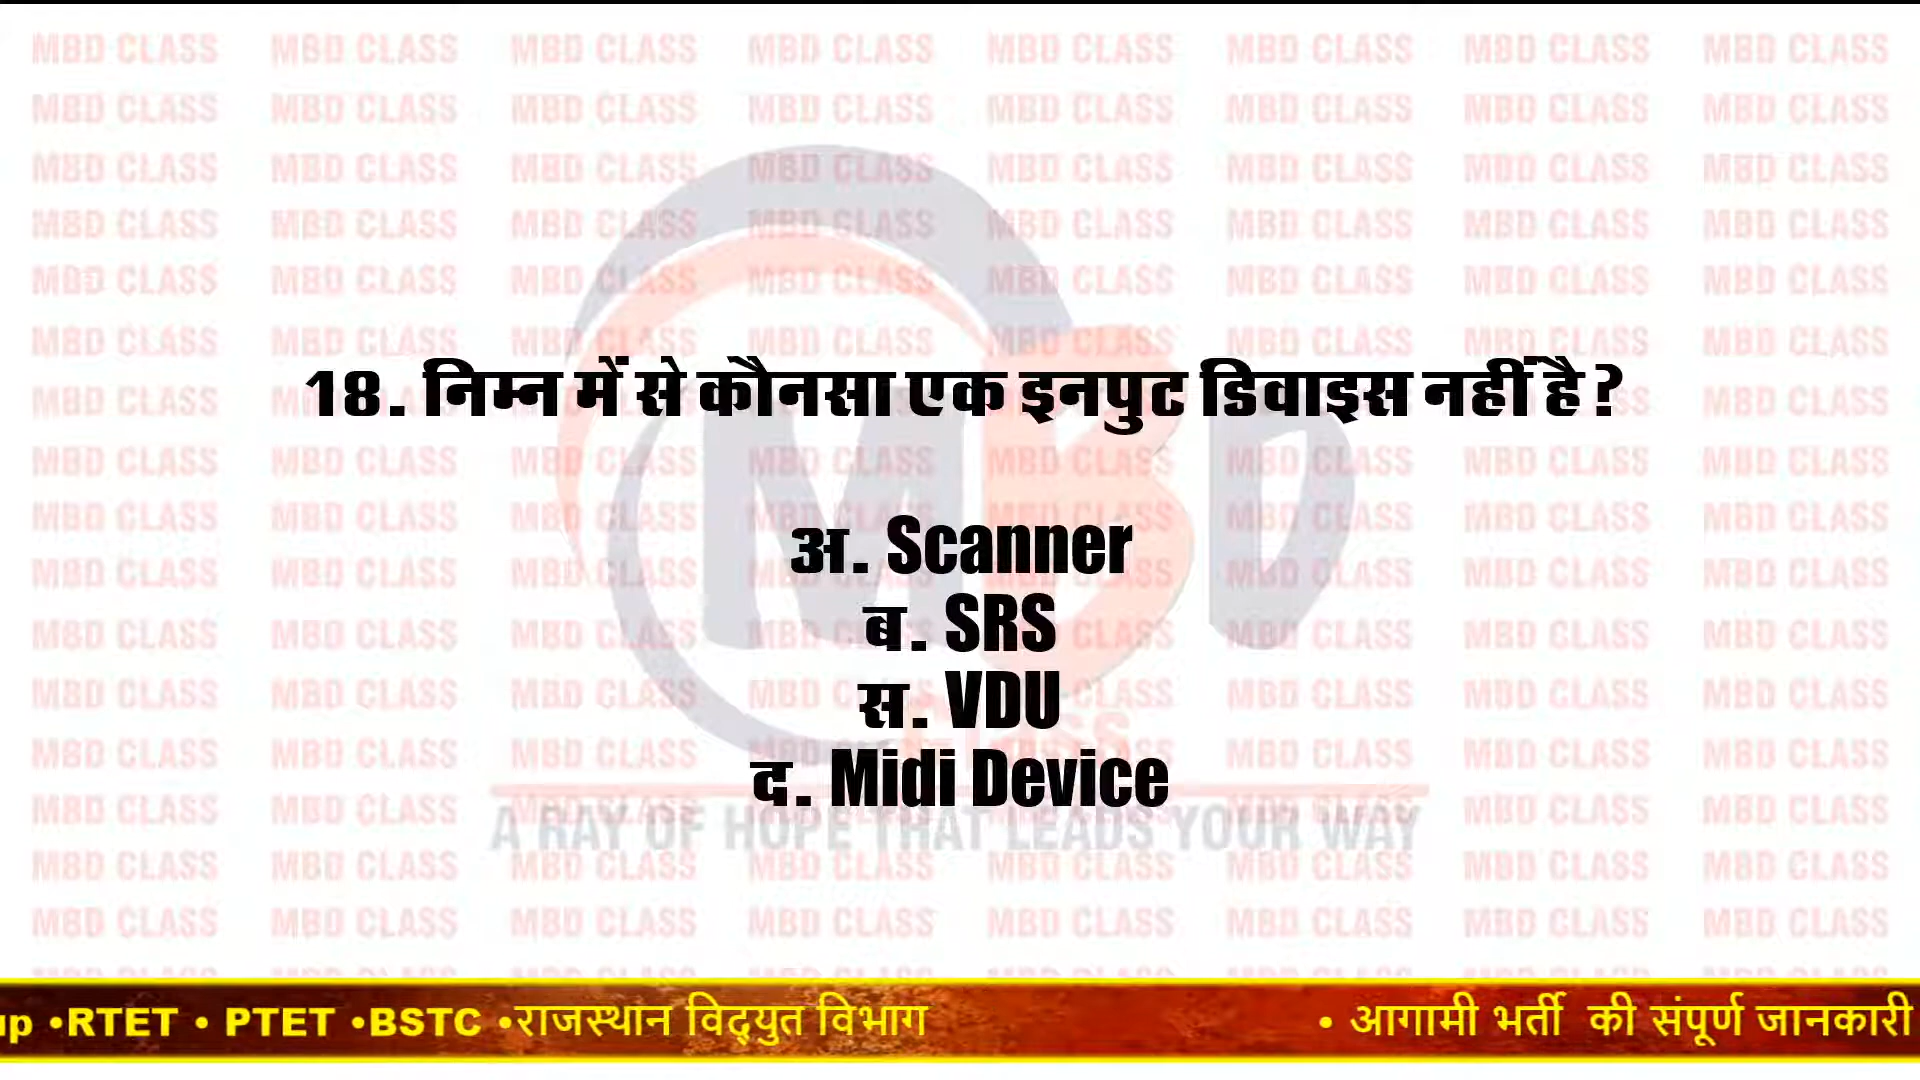 18. निम्न में से कौनसा एक इनपुट डिवाइस नहीं है?
अ. Scanner
ब. SRS
स. VDU
द. Midi Device
A RAY OF HOPE THAT LEADS YOUR WAY
•RTET • PTET •BSTC •राजस्थान विद्युत विभाग • आगामी भर्ती की संपूर्ण जानकारी